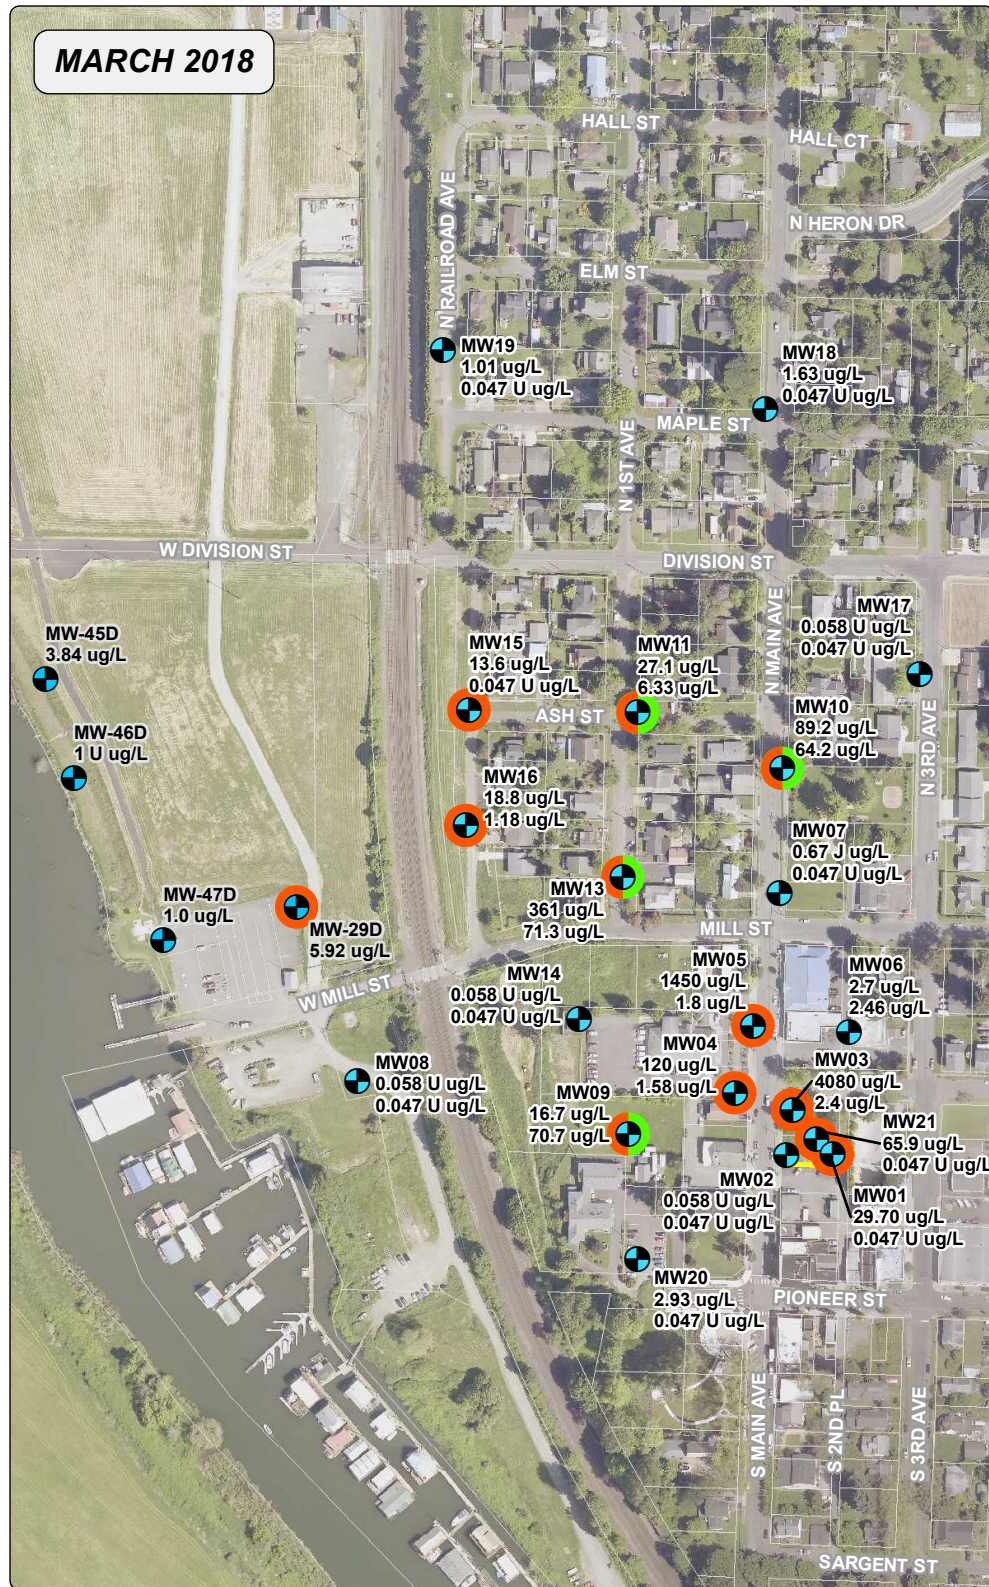 MARCH 2018
HALL ST
HALL CT
N RAILROAD AVE
N HERON DR
ELM ST
MW19
1.01 ug/L
0.047 U ug/L
MW18
1.63 ug/L
0.047 U ug/L
MAPLE ST
N 1ST AVE
W DIVISION ST
DIVISION ST
N MAIN AVE
MW17
0.058 U ug/L
0.047 U ug/L
MW-45D
3.84 ug/L
MW15
13.6 ug/L
0.047 U ug/L
MW11
27.1 ug/L
6.33 ug/L
ASH ST
MW10
89.2 ug/L
64.2 ug/L
N 3RD AVE
MW-46D
1 U ug/L
MW16
18.8 ug/L
1.18 ug/L
MW07
0.67 J ug/L
0.047 U ug/L
MW13
361 ug/L
71.3 ug/L
MW-47D
1.0 ug/L
MW-29D
5.92 ug/L
MILL ST
W MILL ST
MW05
1450 ug/L
1.8 ug/L
MW06
2.7 ug/L
2.46 ug/L
MW14
0.058 U ug/L
0.047 U ug/L
MW04
120 ug/L
1.58 ug/L
MW03
4080 ug/L
2.4 ug/L
MW08
0.058 U ug/L
0.047 U ug/L
MW09
16.7 ug/L
70.7 ug/L
MW21
65.9 ug/L
0.047 U ug/L
MW02
0.058 U ug/L
0.047 U ug/L
MW01
29.70 ug/L
0.047 U ug/L
MW20
2.93 ug/L
0.047 U ug/L
PIONEER ST
S MAIN AVE
S 2ND PL
S 3RD AVE
SARGENT ST